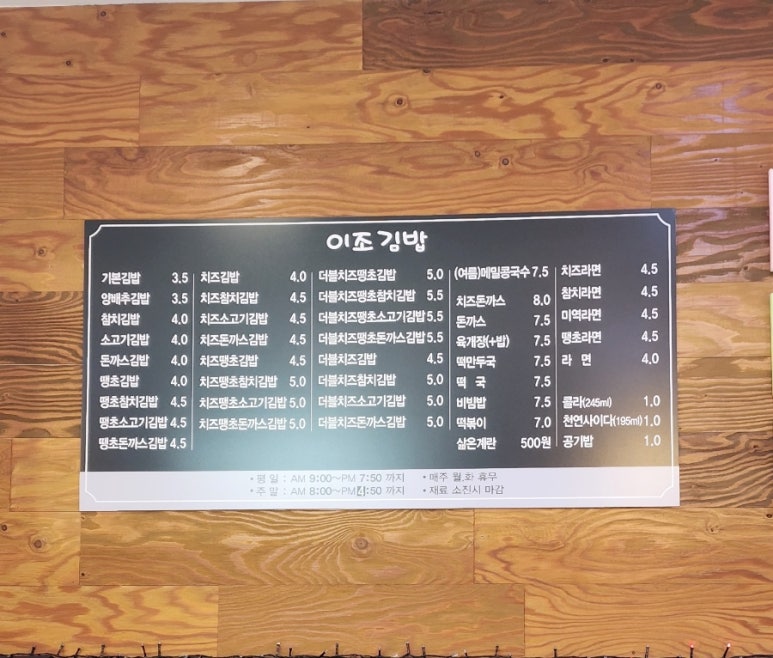 이조김밥
기본김밥 3.5
양배추김밥 3.5
참치김밥 4.0
소고기김밥 4.0
돈까스김밥 4.0
땡초김밥 4.0
땡초참치김밥 4.5
땡초소고기김밥 4.5
땡초돈까스김밥 4.5
치즈김밥 4.0
치즈참치김밥 4.5
치즈소고기김밥 4.5
치즈돈까스김밥 4.5
치즈땡초김밥 4.5
치즈땡초참치김밥 5.0
치즈땡초소고기김밥 5.0
치즈땡초돈까스김밥 5.0
더블치즈땡초김밥 5.0
더블치즈땡초참치김밥 5.5
더블치즈땡초소고기김밥 5.5
더블치즈땡초돈까스김밥 5.5
더블치즈김밥 4.5
더블치즈참치김밥 5.0
더블치즈소고기김밥 5.0
더블치즈돈까스김밥 5.0
(여름)메밀콩국수 7.5
치즈돈까스 8.0
돈까스 7.5
육개장(+밥) 7.5
떡만두국 7.5
떡 국 7.5
비빔밥 7.5
떡볶이 7.0
삶은계란 500원
치즈라면 4.5
참치라면 4.5
미역라면 4.5
땡초라면 4.5
라 면 4.0
콜라(245ml) 1.0
천연사이다(195ml) 1.0
공기밥 1.0
• 평 일 : AM 9:00~PM 7:50 까지 • 매주 월,화 휴무
• 주 말 : AM 8:00~PM 4:50 까지 • 재료 소진시 마감